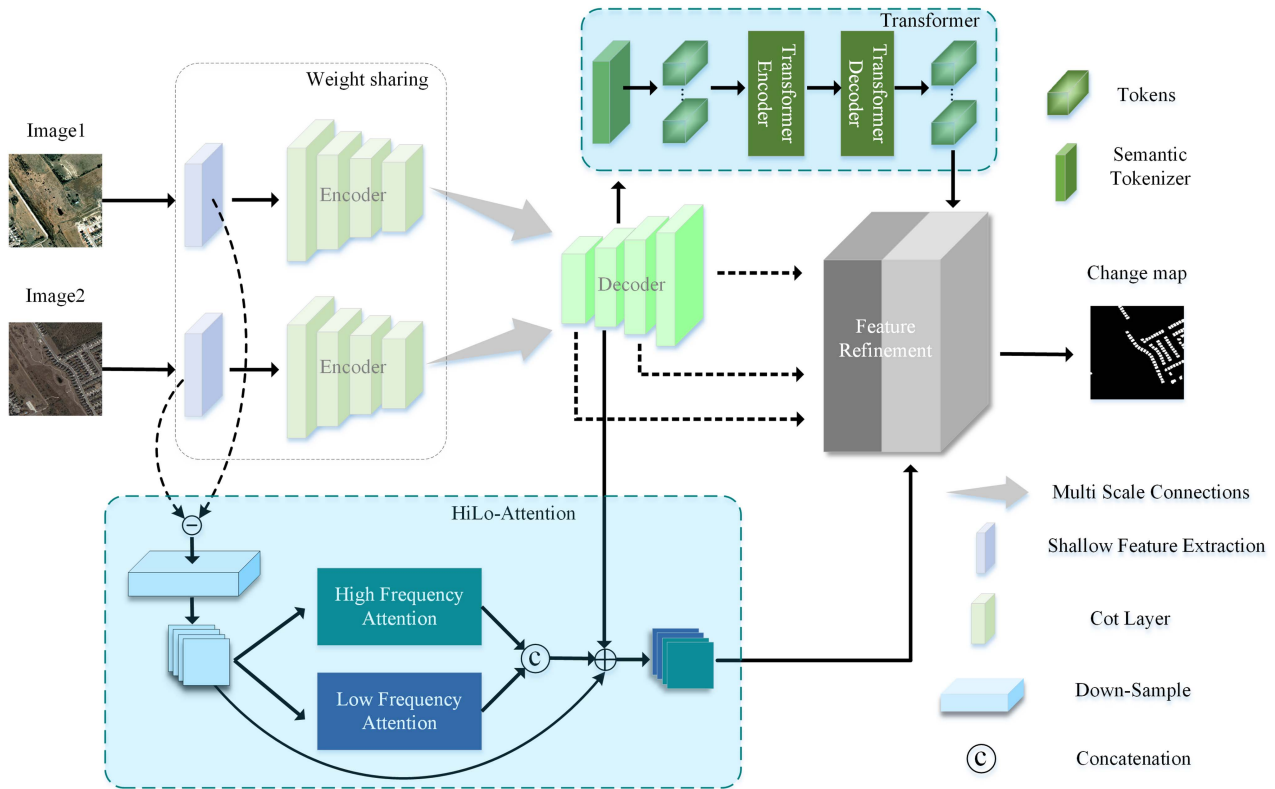 Transformer
Weight sharing
Transformer
Encoder
Transformer
Decoder
Tokens
Image1
Semantic
Tokenizer
Encoder
Decoder
Change map
Image2
Feature
Refinement
Encoder
HiLo-Attention
Multi Scale Connections
Shallow Feature Extraction
High Frequency
Attention
Cot Layer
C
Low Frequency
Attention
Down-Sample
C
Concatenation